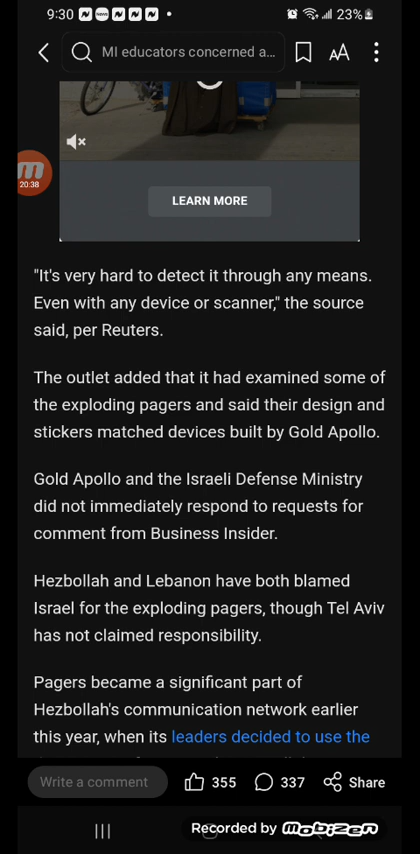 9:30
23%
MI educators concerned a...
AA
20:38
LEARN MORE
"It's very hard to detect it through any means.
Even with any device or scanner," the source
said, per Reuters.
The outlet added that it had examined some of
the exploding pagers and said their design and
stickers matched devices built by Gold Apollo.
Gold Apollo and the Israeli Defense Ministry
did not immediately respond to requests for
comment from Business Insider.
Hezbollah and Lebanon have both blamed
Israel for the exploding pagers, though Tel Aviv
has not claimed responsibility.
Pagers became a significant part of
Hezbollah's communication network earlier
this year, when its leaders decided to use the
Write a comment
355
337
Share
Recorded by mobizen